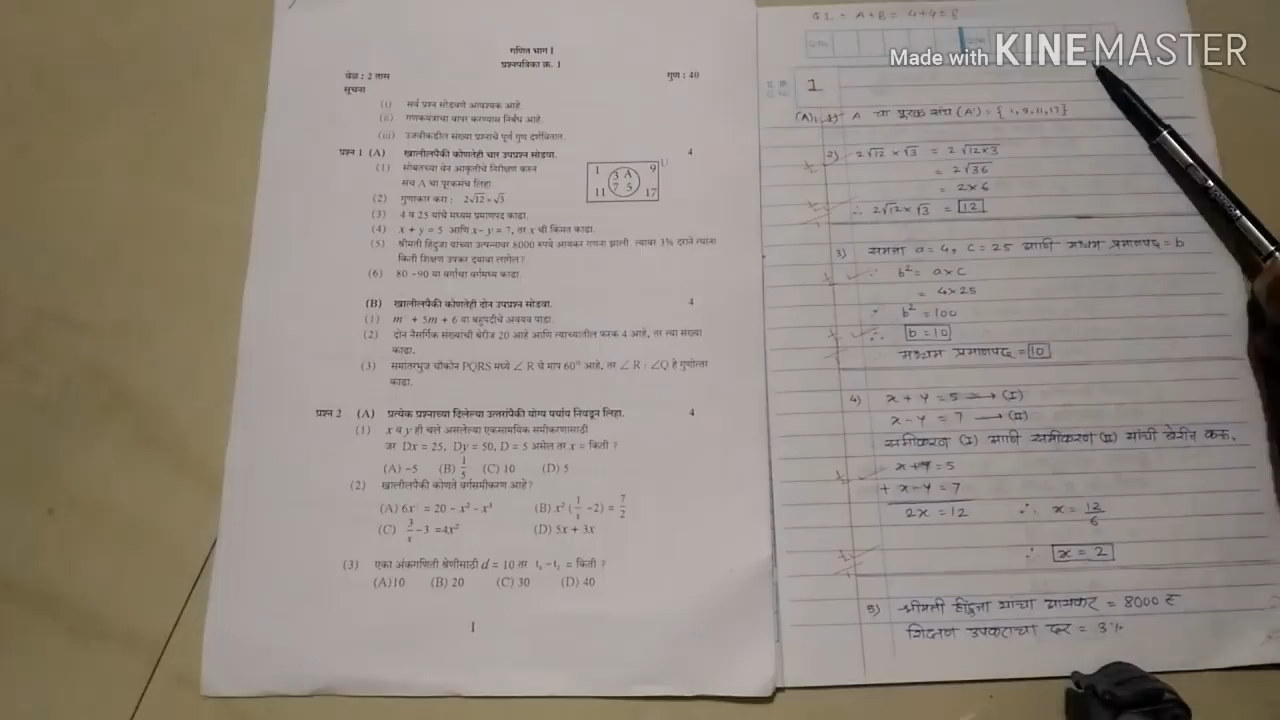 गणित भाग I
प्रश्नपत्रिका क्र. 1
वेळ : 2 तास गुण : 40
सूचना
(i) सर्व प्रश्न सोडवणे आवश्यक आहे.
(ii) गणकयंत्राचा वापर करण्यास निर्बंध आहे.
(iii) उजवीकडील संख्या प्रश्नाचे पूर्ण गुण दर्शवितात.
प्रश्न 1 (A) खालीलपैकी कोणतेही चार उपप्रश्न सोडवा. 4
(1) सोबतच्या वेन आकृतीचे निरीक्षण करून
संच A चा पूरकसंच लिहा.
U
1 3 A 9
11 7 5 17
(2) गुणाकार करा : 2√12 × √3
(3) 4 व 25 यांचे मध्यम प्रमाणपद काढा.
(4) x + y = 5 आणि x - y = 7, तर x ची किंमत काढा.
(5) श्रीमती हिंदुजा यांच्या उत्पन्नावर 8000 रुपये आयकर गणना झाली त्यावर 3% दराने त्यांना
किती शिक्षण उपकर द्यावा लागेल?
(6) 80 -90 या वर्गाचा वर्गमध्य काढा.
(B) खालीलपैकी कोणतेही दोन उपप्रश्न सोडवा. 4
(1) m + 5m + 6 या बहुपदीचे अवयव पाडा.
(2) दोन नैसर्गिक संख्यांची बेरीज 20 आहे आणि त्यांच्यातील फरक 4 आहे, तर त्या संख्या
काढा.
(3) समांतरभुज चौकोन PQRS मध्ये ∠ R चे माप 60° आहे, तर ∠ R : ∠Q हे गुणोत्तर
काढा.
प्रश्न 2 (A) प्रत्येक प्रश्नाच्या दिलेल्या उत्तरांपैकी योग्य पर्याय निवडून लिहा. 4
(1) x व y ही चले असलेल्या एकसामयिक समीकरणासाठी
जर Dx = 25, Dy = 50, D = 5 असेल तर x = किती ?
(A) -5 (B) 1/5 (C) 10 (D) 5
(2) खालीलपैकी कोणते वर्गसमीकरण आहे?
(A) 6x = 20 - x² - x³ (B) x² (1/x -2) = 7/2
(C) 3/x -3 =4x² (D) 5x + 3x
(3) एका अंकगणिती श्रेणीसाठी d = 10 तर = किती ?
(A)10 (B) 20 (C) 30 (D) 40
1
Made with KINEMASTER
G1 = A+B = 4+4 = 8
1
(A) A चा पूरक संच (A') = { 1, 9, 11, 17}
2) 2√12 × √3 = 2√12×3
= 2√36
= 2×6
∴ 2√12×√3 = 12
3) समजा a = 4, c = 25 आणि मध्यम प्रमाणपद = b
∴ b² = a×c
= 4×25
∴ b² = 100
∴ b = 10
मध्यम प्रमाणपद = 10
4) x + y = 5 → (I)
x - y = 7 → (II)
समीकरण (I) आणि समीकरण (II) यांची बेरीज करू.
x + y = 5
+ x - y = 7
2x = 12 ∴ x = 12/6
∴ x = 2
5) श्रीमती हिंदुजा यांचा आयकर = 8000 ₹
शिक्षण उपकराचा दर = 3%